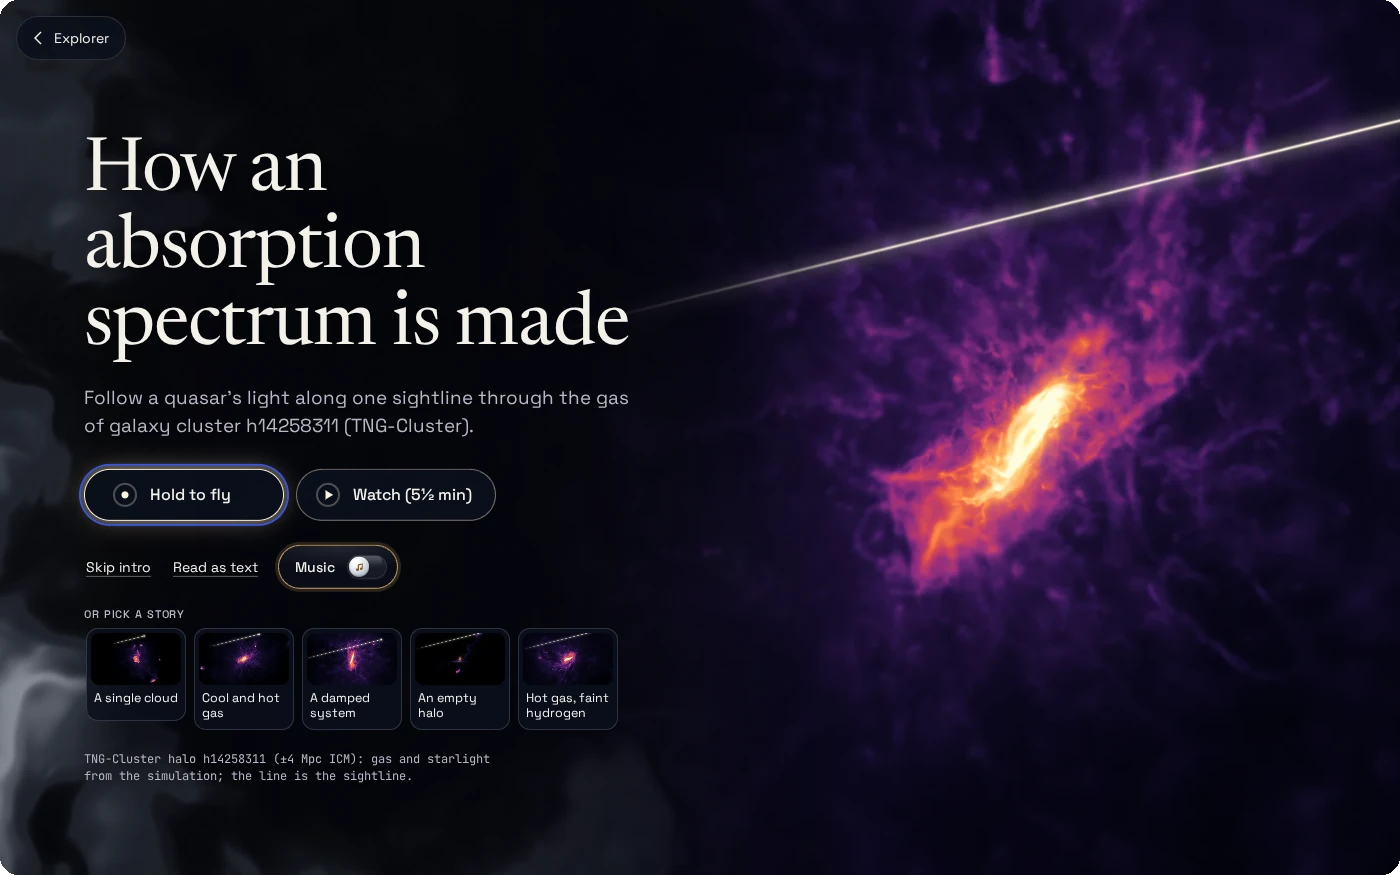 Explorer
How an
absorption
spectrum is made
Follow a quasar's light along one sightline through the gas
of galaxy cluster h14258311 (TNG-Cluster).
Hold to fly
Watch (5½ min)
Skip intro
Read as text
Music
OR PICK A STORY
A single cloud
Cool and hot
gas
A damped
system
An empty
halo
Hot gas, faint
hydrogen
TNG-Cluster halo h14258311 (±4 Mpc ICM): gas and starlight
from the simulation; the line is the sightline.